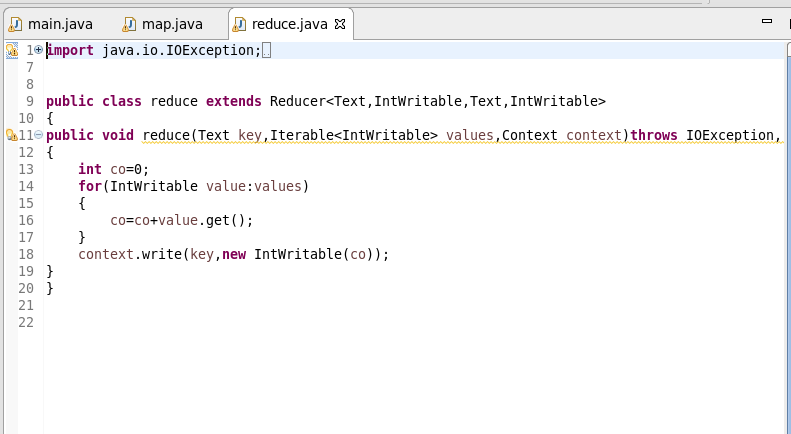 main.java map.java reduce.java
1 import java.io.IOException;
7
8
9 public class reduce extends Reducer<Text,IntWritable,Text,IntWritable>
10 {
11 public void reduce(Text key,Iterable<IntWritable> values,Context context)throws IOException,
12 {
13 int co=0;
14 for(IntWritable value:values)
15 {
16 co=co+value.get();
17 }
18 context.write(key,new IntWritable(co));
19 }
20 }
21
22